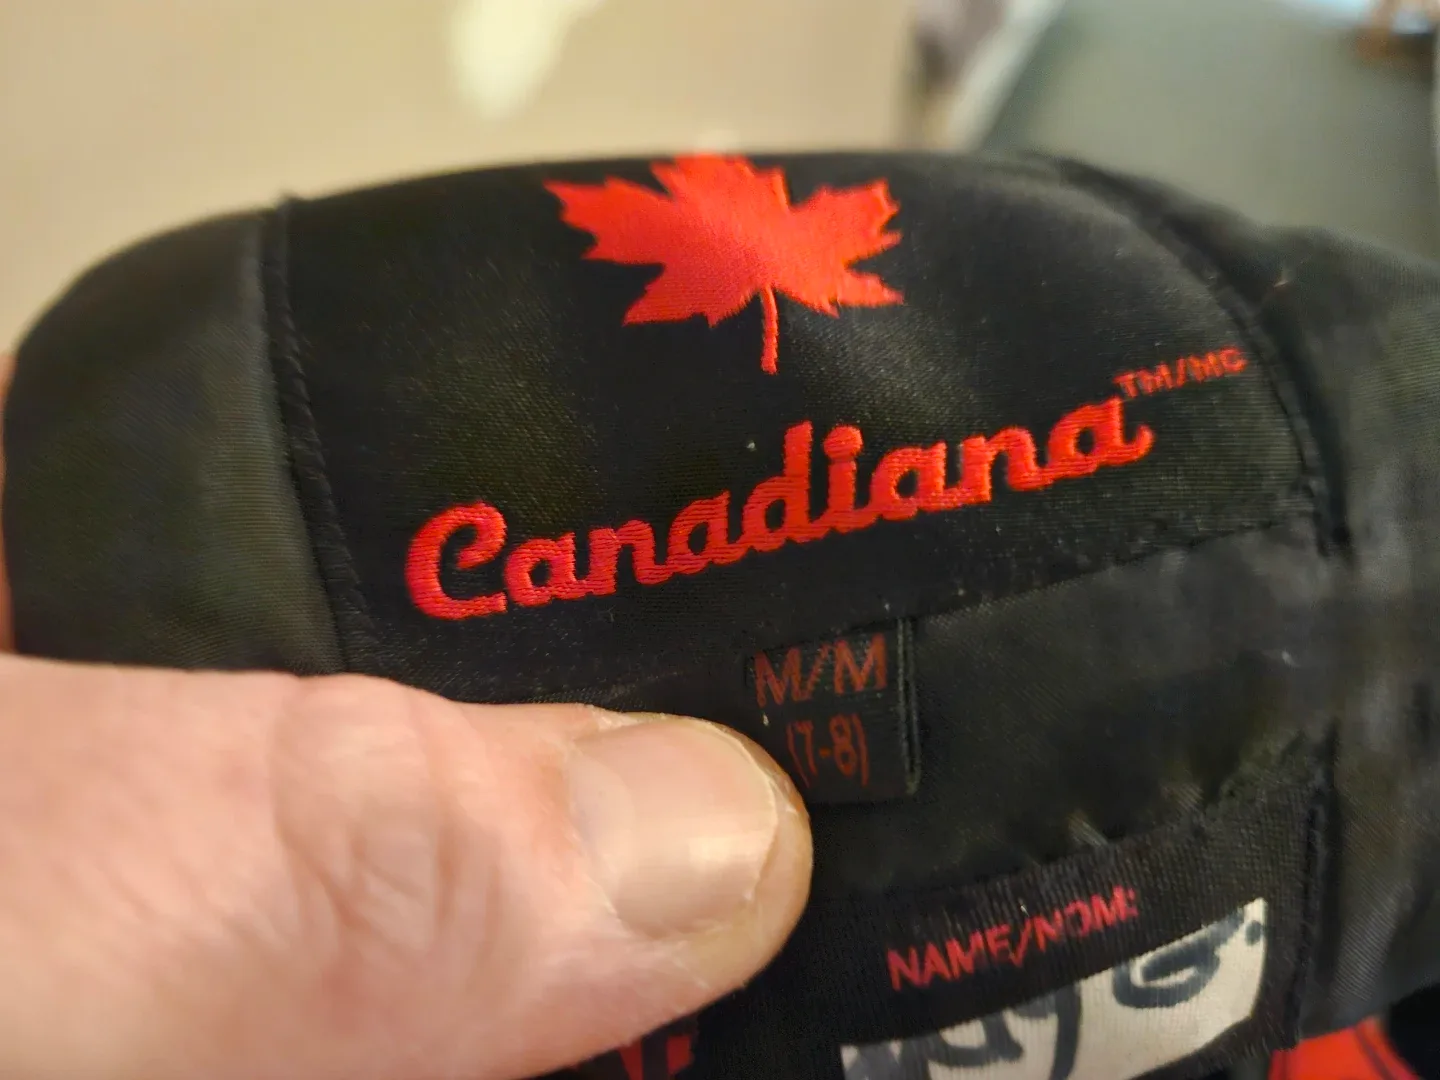 Canadiana TM/MC
M/M
(7-8)
NAME/NOM: